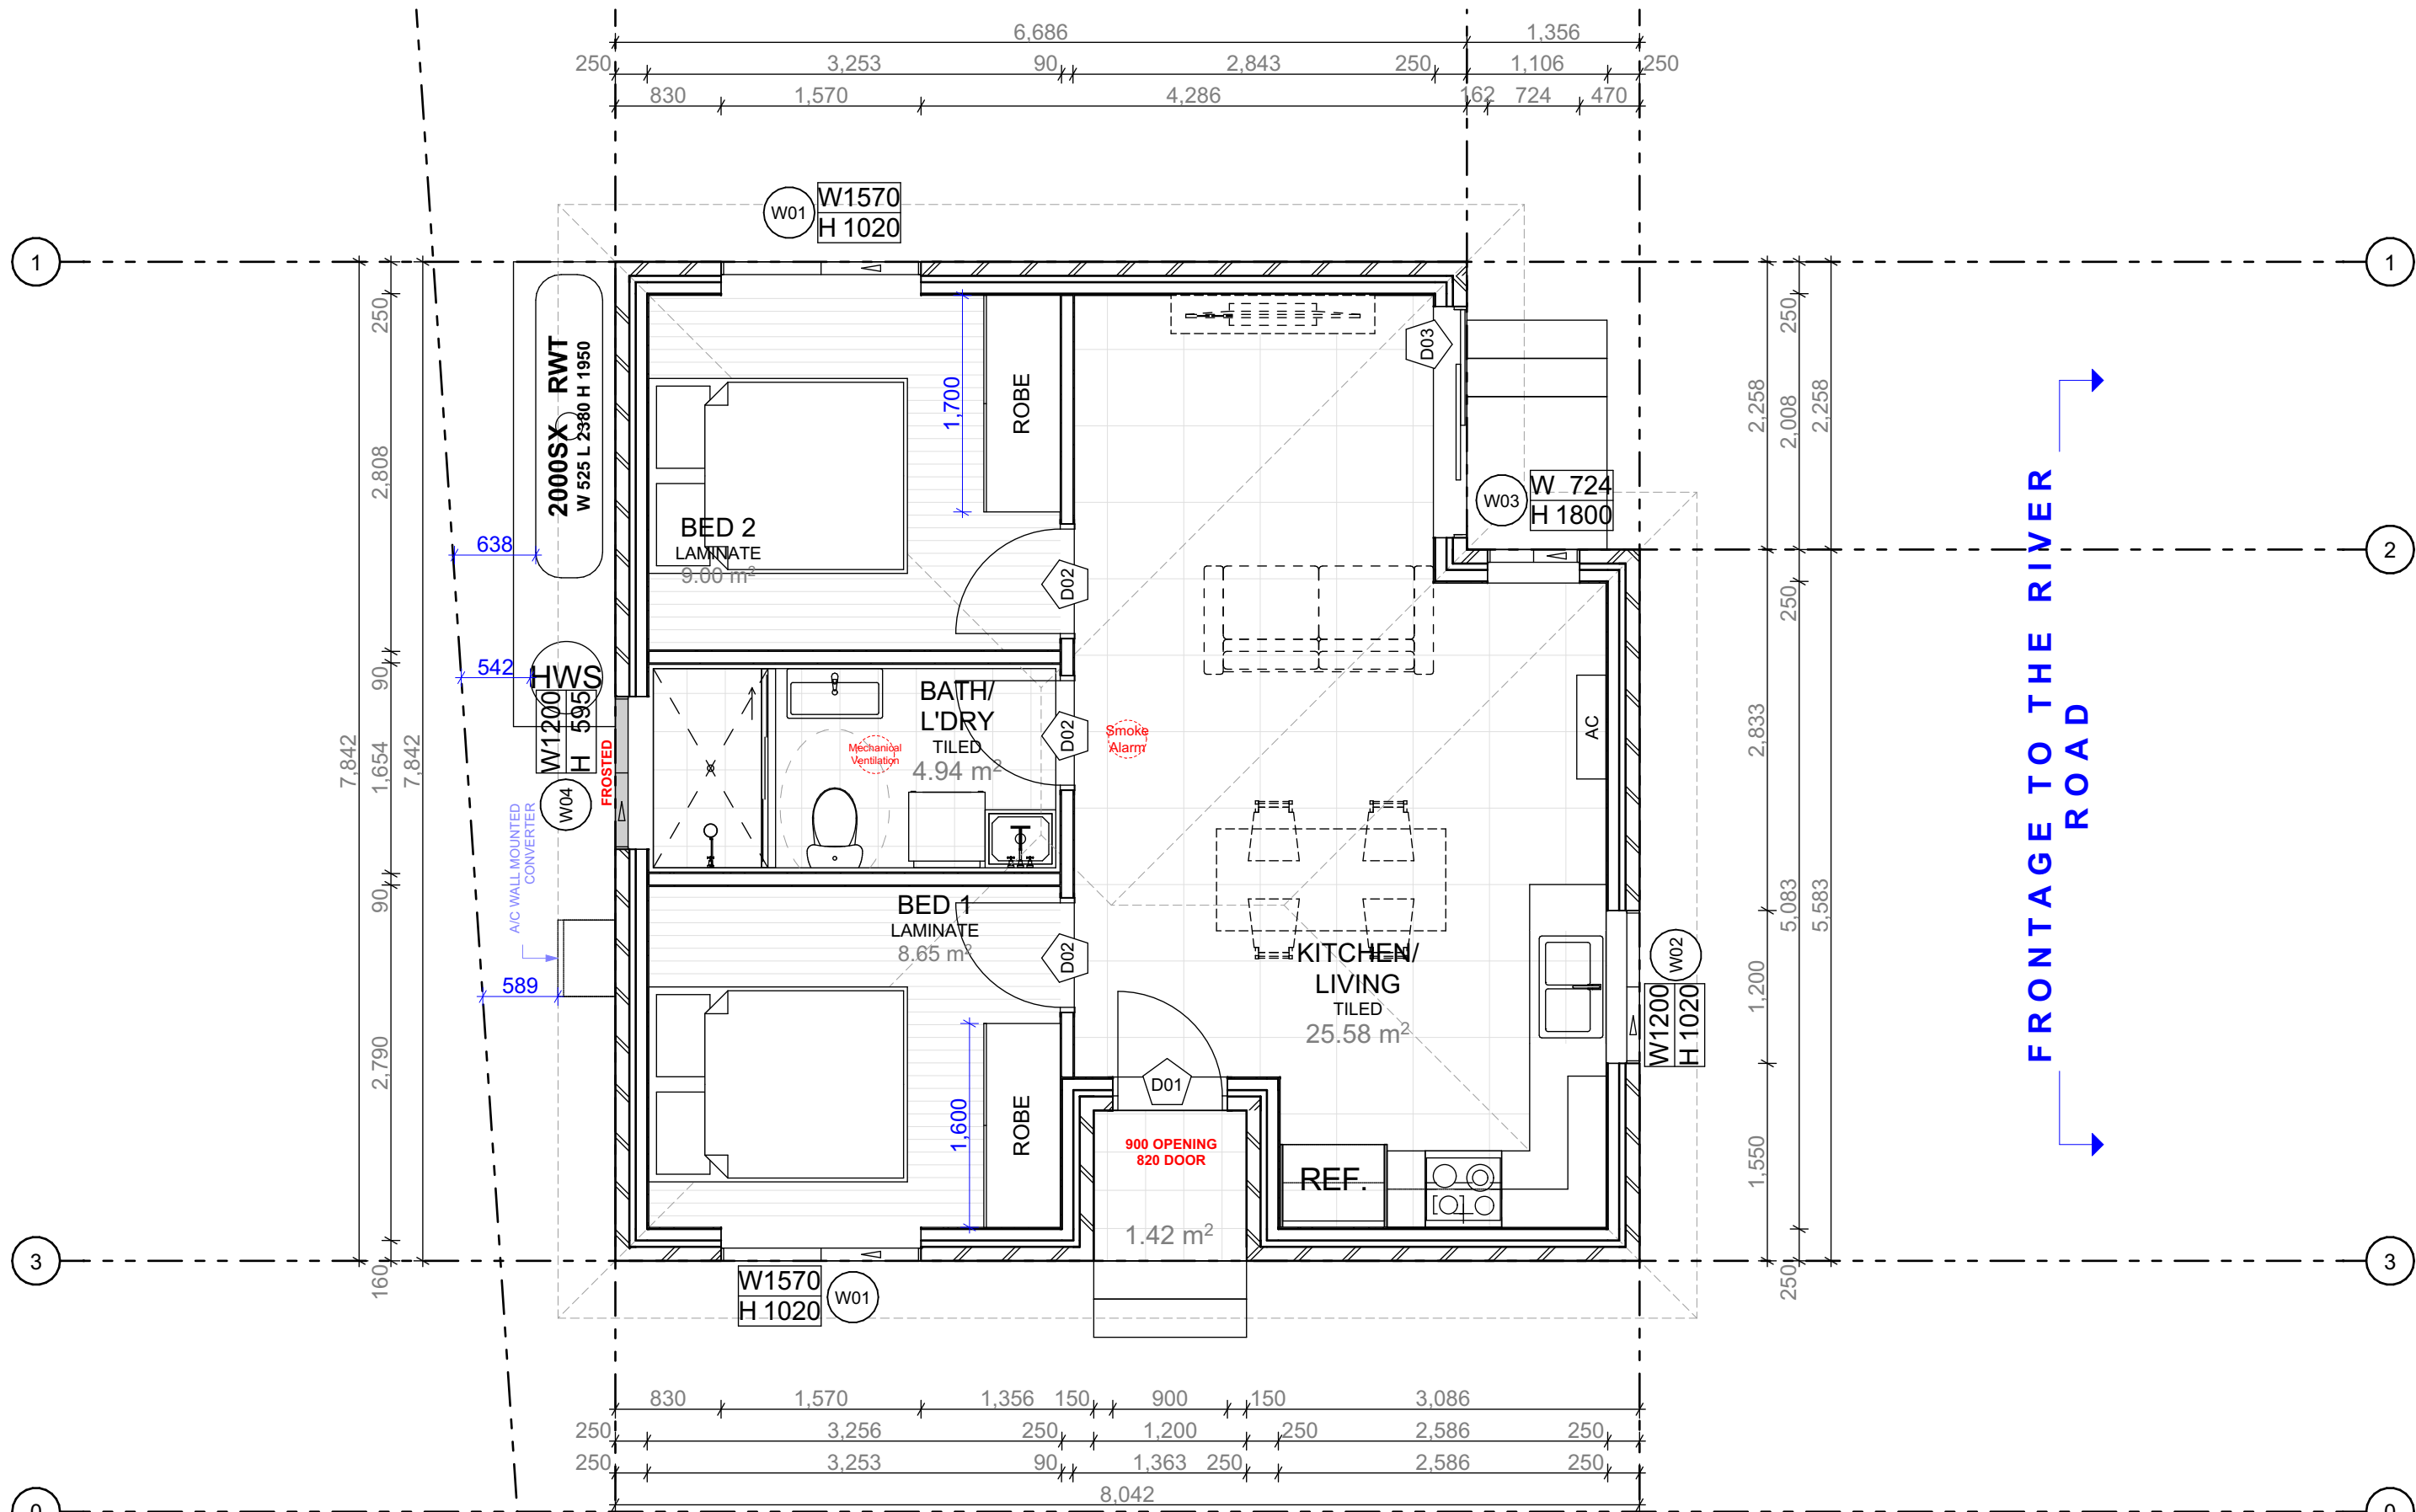 6,686
1,356
250
3,253
90
2,843
250
1,106
250
830
1,570
4,286
162
724
470
W01
W1570
H 1020
1
1
2000SX RWT
W 525 L 2380 H 1950
250
2,808
90
1,654
90
2,790
160
7,842
7,842
638
542
589
HWS
W1200
H 595
W04
FROSTED
A/C WALL MOUNTED
CONVERTER
1,700
ROBE
BED 2
LAMINATE
9.00 m²
D02
D03
W03
W 724
H 1800
2
BATH/
L'DRY
TILED
4.94 m²
Mechanical
Ventilation
T
D02
Smoke
Alarm
AC
BED 1
LAMINATE
8.65 m²
D02
1,600
ROBE
KITCHEN/
LIVING
TILED
25.58 m²
W02
W1200
H 1020
D01
900 OPENING
820 DOOR
1.42 m²
REF.
2,258
2,833
1,200
1,550
250
2,008
250
5,083
250
2,258
5,583
FRONTAGE TO THE RIVER
ROAD
3
3
W1570
H 1020
W01
830
1,570
1,356
150
900
150
3,086
250
3,256
250
1,200
250
2,586
250
250
3,253
90
1,363
250
2,586
250
8,042